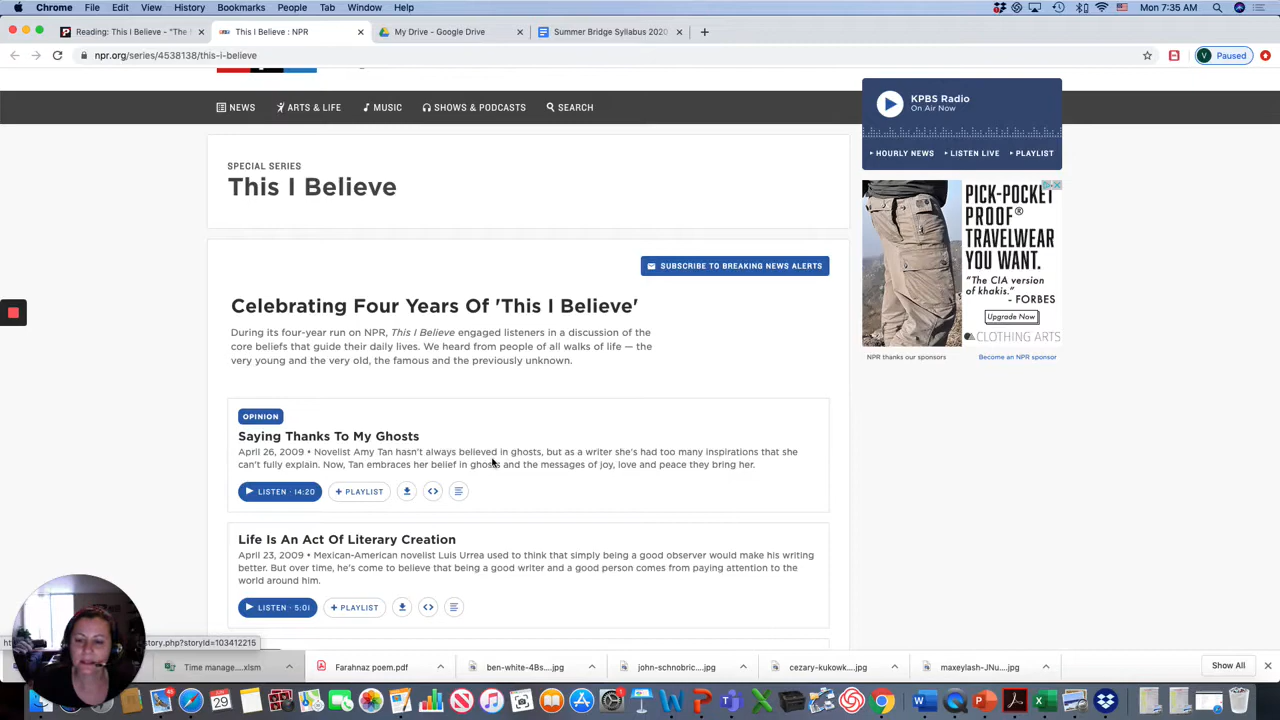 Chrome File Edit View History Bookmarks People Tab Window Help
Mon 7:35 AM
Reading: This I Believe - "The
This I Believe : NPR
My Drive - Google Drive
Summer Bridge Syllabus 2020
npr.org/series/4538138/this-i-believe
V Paused
NEWS ARTS & LIFE MUSIC SHOWS & PODCASTS SEARCH
KPBS Radio
On Air Now
HOURLY NEWS LISTEN LIVE PLAYLIST
SPECIAL SERIES
This I Believe
PICK-POCKET
PROOF®
TRAVELWEAR
YOU WANT.
"The CIA version
of khakis."
- FORBES
Upgrade Now
CLOTHING ARTS
NPR thanks our sponsors
Become an NPR sponsor
SUBSCRIBE TO BREAKING NEWS ALERTS
Celebrating Four Years Of 'This I Believe'
During its four-year run on NPR, This I Believe engaged listeners in a discussion of the
core beliefs that guide their daily lives. We heard from people of all walks of life — the
very young and the very old, the famous and the previously unknown.
OPINION
Saying Thanks To My Ghosts
April 26, 2009 • Novelist Amy Tan hasn't always believed in ghosts, but as a writer she's had too many inspirations that she
can't fully explain. Now, Tan embraces her belief in ghosts and the messages of joy, love and peace they bring her.
LISTEN · 14:20
+ PLAYLIST
Life Is An Act Of Literary Creation
April 23, 2009 • Mexican-American novelist Luis Urrea used to think that simply being a good observer would make his writing
better. But over time, he's come to believe that being a good writer and a good person comes from paying attention to the
world around him.
LISTEN · 5:01
+ PLAYLIST
story.php?storyId=103412215
Time manage....xlsm
Farahnaz poem.pdf
ben-white-4Bs....jpg
john-schnobric....jpg
cezary-kukowk....jpg
maxeylash-JNu....jpg
Show All